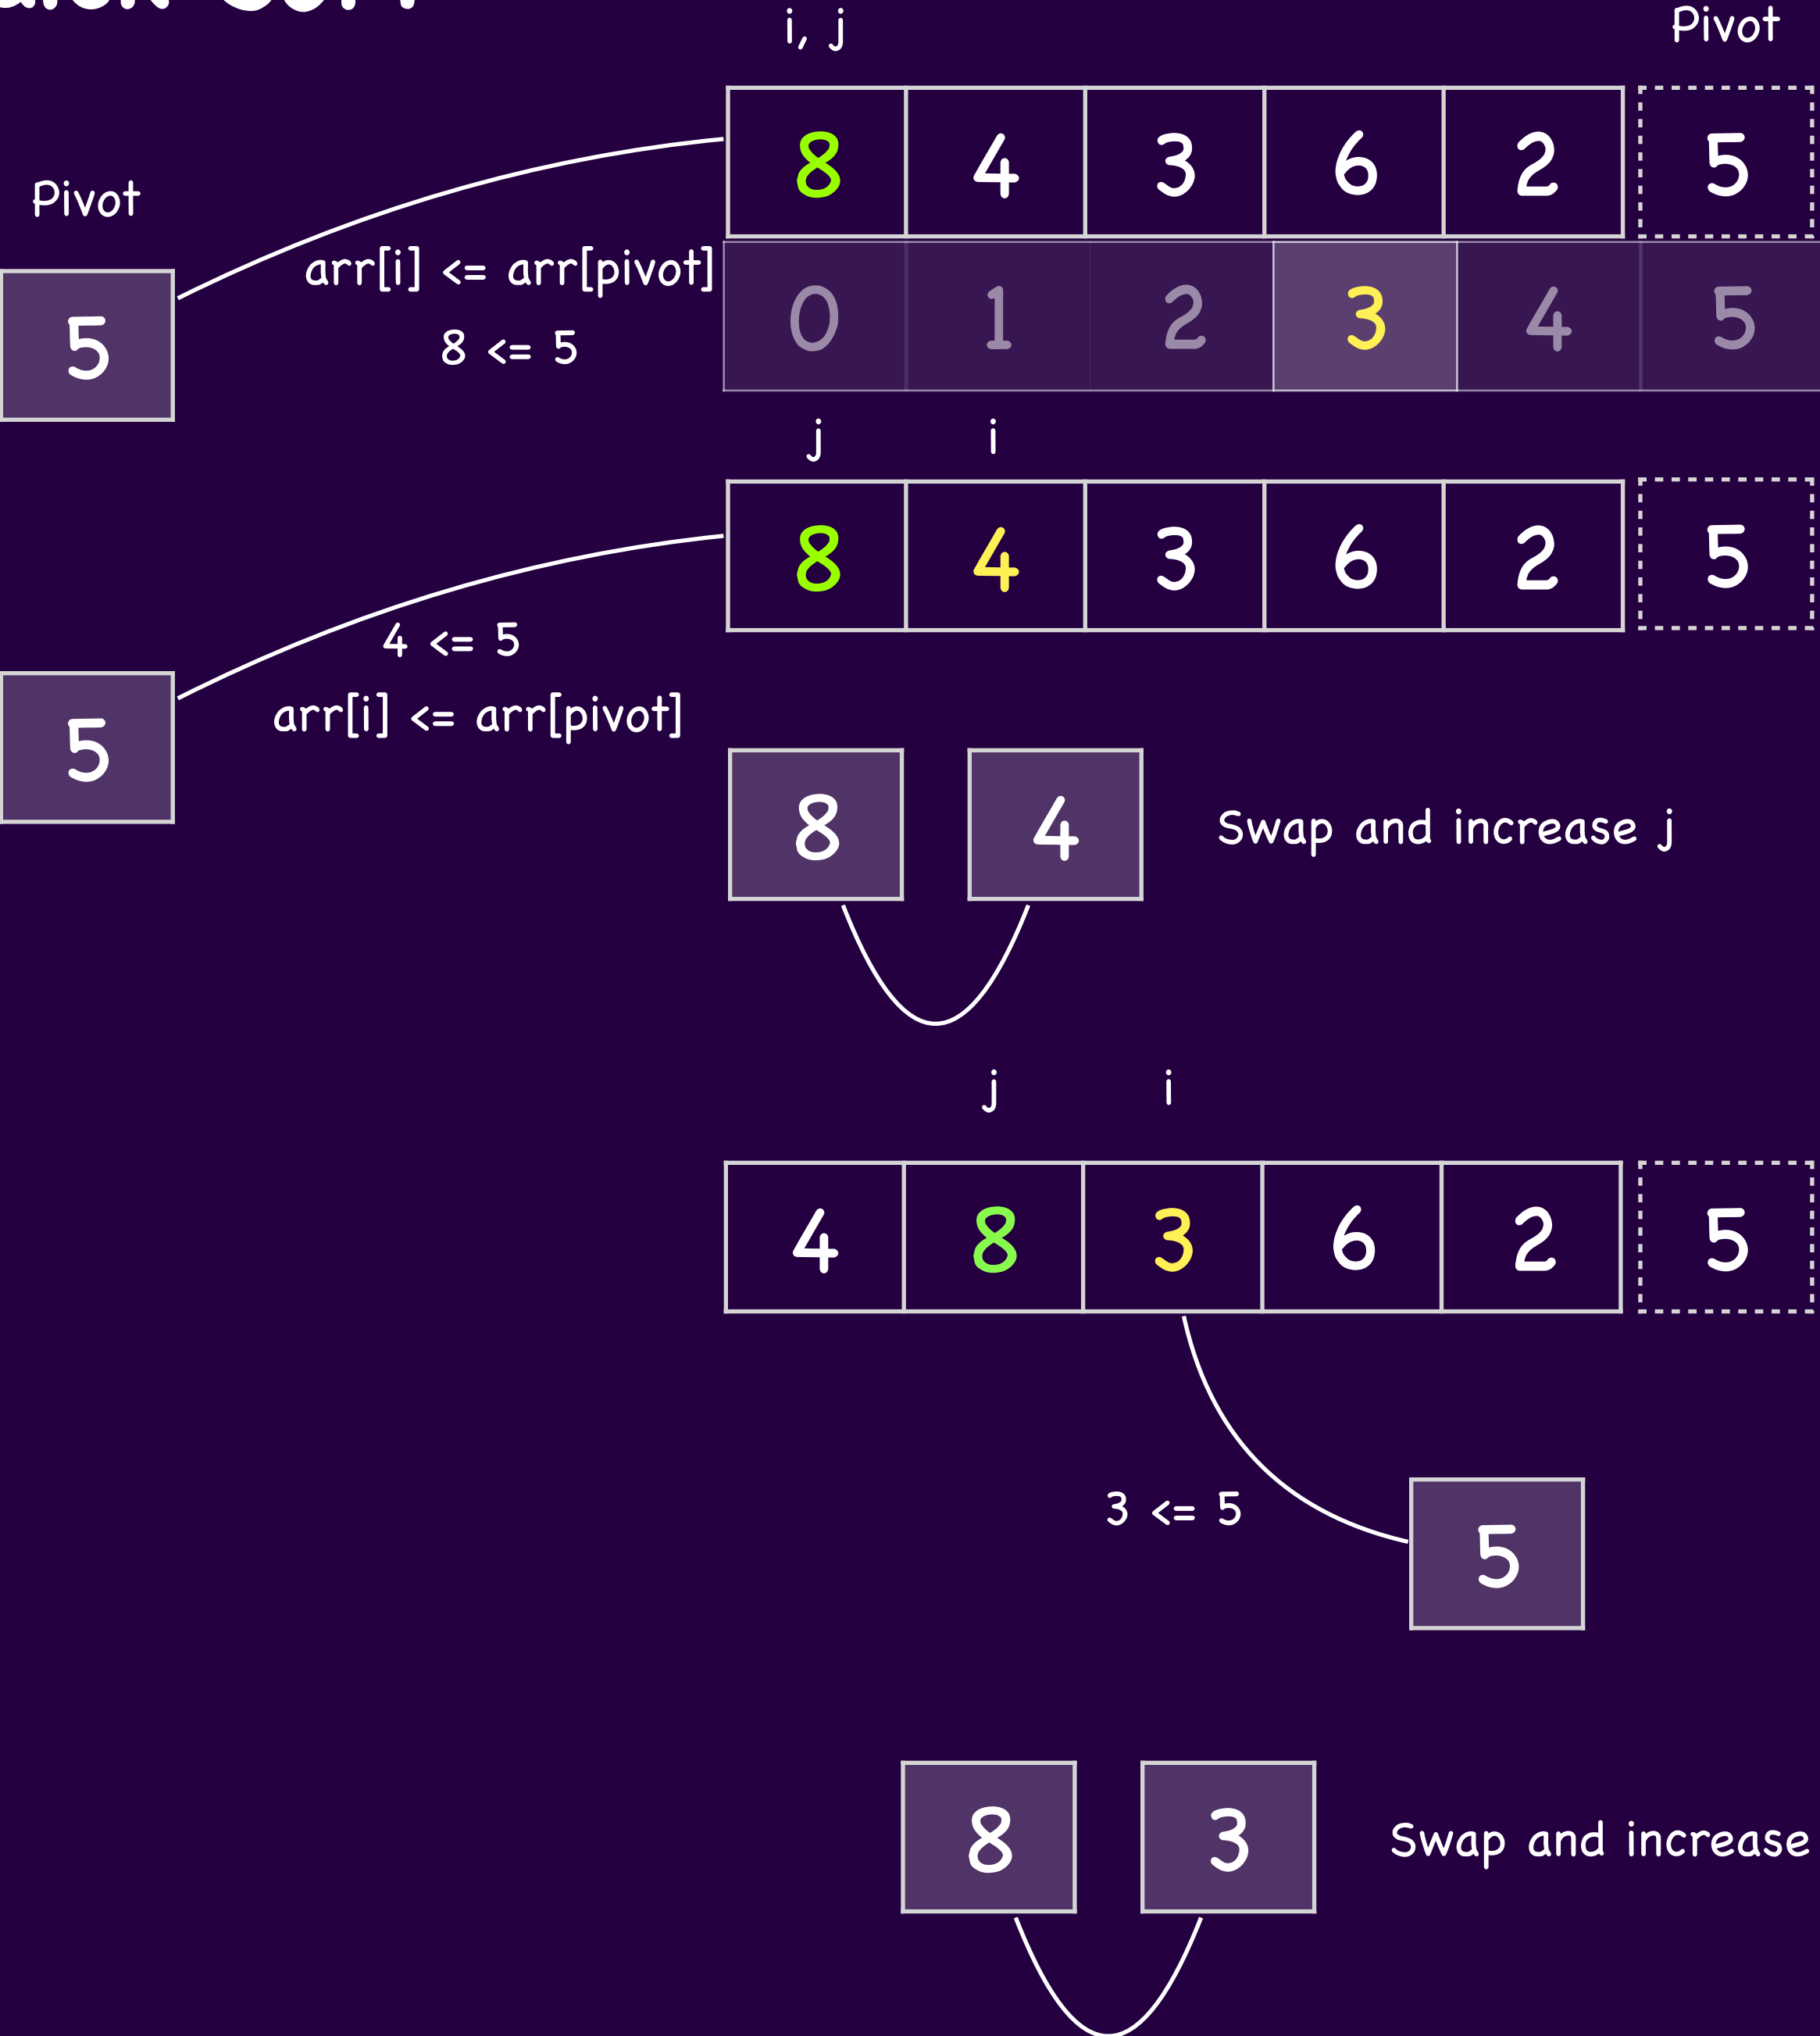 i, j
Pivot
8 4 3 6 2 5
Pivot
arr[i] <= arr[pivot]
0 1 2 3 4 5
8 <= 5
5
j i
8 4 3 6 2 5
4 <= 5
arr[i] <= arr[pivot]
5
8 4
Swap and increase j
j i
4 8 3 6 2 5
3 <= 5
5
8 3
Swap and increase